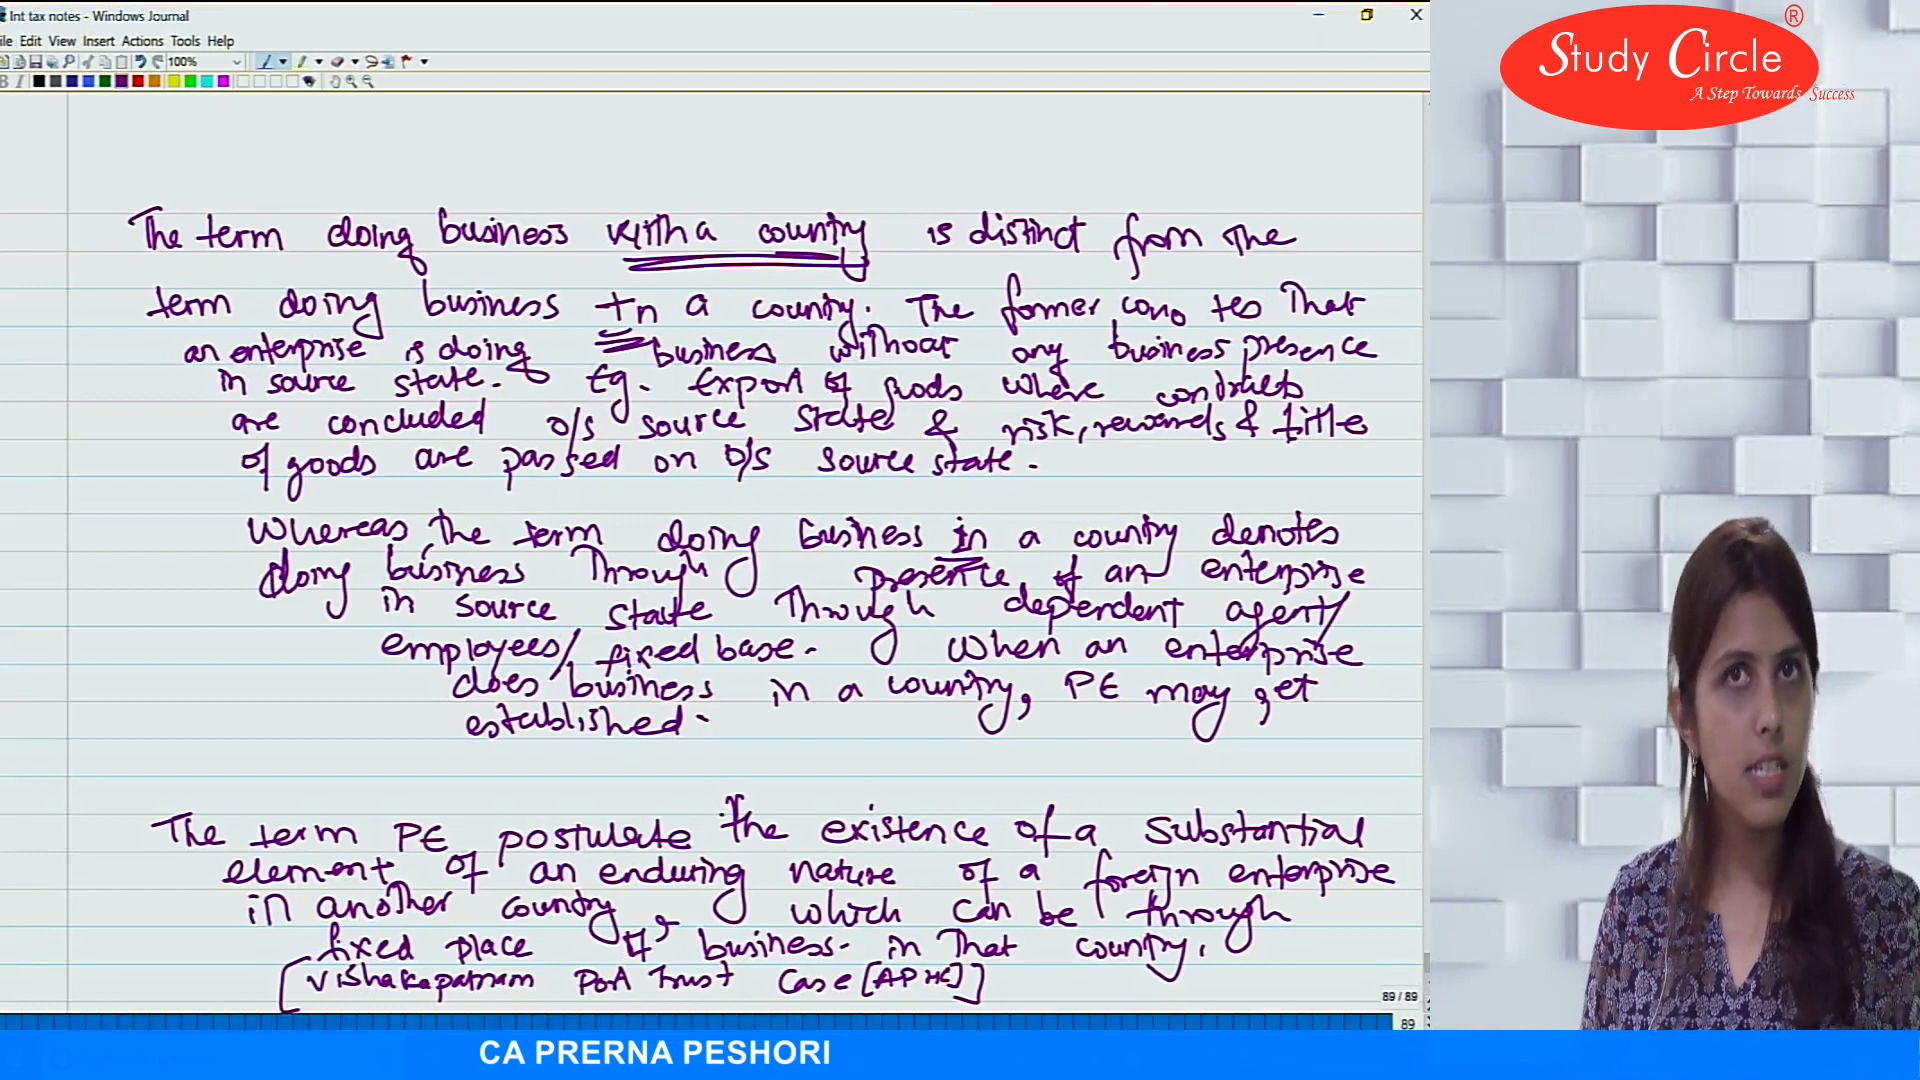 Int tax notes - Windows Journal
ile Edit View Insert Actions Tools Help
100%
B I
Study Circle ®
A Step Towards Success
The term doing business with a country is distinct from the
term doing business In a country. The former cono tes That
an enterprise is doing business without any business presence
in source state. Eg. Export of goods where contracts
are concluded o/s source state & risk, rewards & title
of goods are passed on o/s source state.
Whereas, the term doing business in a country denotes
doing business Through presence of an enterprise
in source state Through dependent agent/
employees/ fixed base. When an enterprise
does business in a country, PE may get
established.
The term PE postulate the existence of a substantial
element of an enduring nature of a foreign enterprise
in another country, which can be through
fixed place of business in That country.
[Vishakapatnam Port Trust Case [AP HC]]
89 / 89
89
CA PRERNA PESHORI